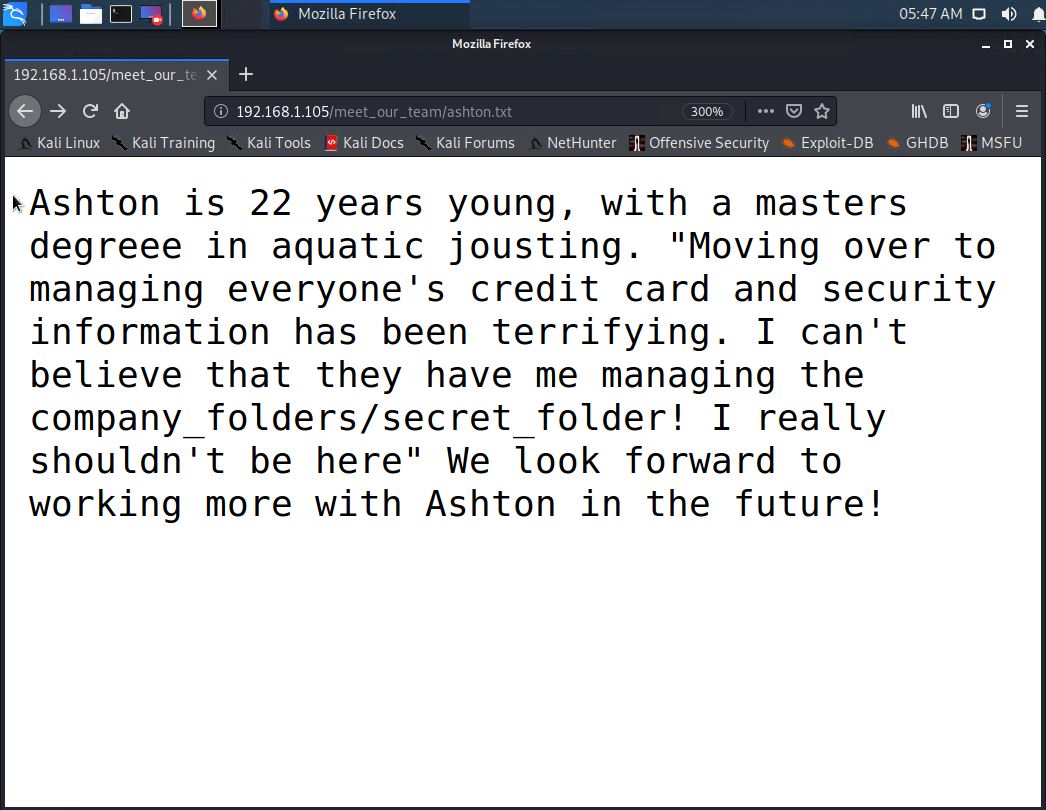 Mozilla Firefox
05:47 AM
Mozilla Firefox
192.168.1.105/meet_our_te
192.168.1.105/meet_our_team/ashton.txt
300%
Kali Linux
Kali Training
Kali Tools
Kali Docs
Kali Forums
NetHunter
Offensive Security
Exploit-DB
GHDB
MSFU
Ashton is 22 years young, with a masters
degreee in aquatic jousting. "Moving over to
managing everyone's credit card and security
information has been terrifying. I can't
believe that they have me managing the
company_folders/secret_folder! I really
shouldn't be here" We look forward to
working more with Ashton in the future!